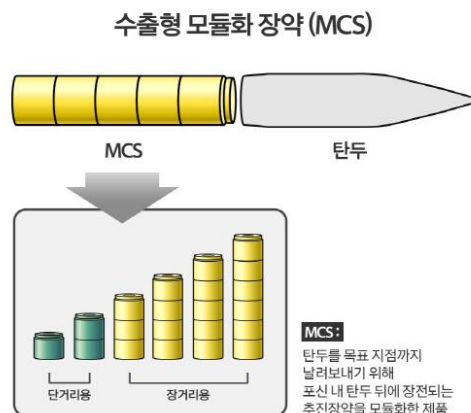 수출형 모듈화 장약 (MCS)
MCS
탄두
단거리용
장거리용
MCS :
탄두를 목표 지점까지
날려보내기 위해
포신 내 탄두 뒤에 장전되는
추진장약을 모듈화한 제품